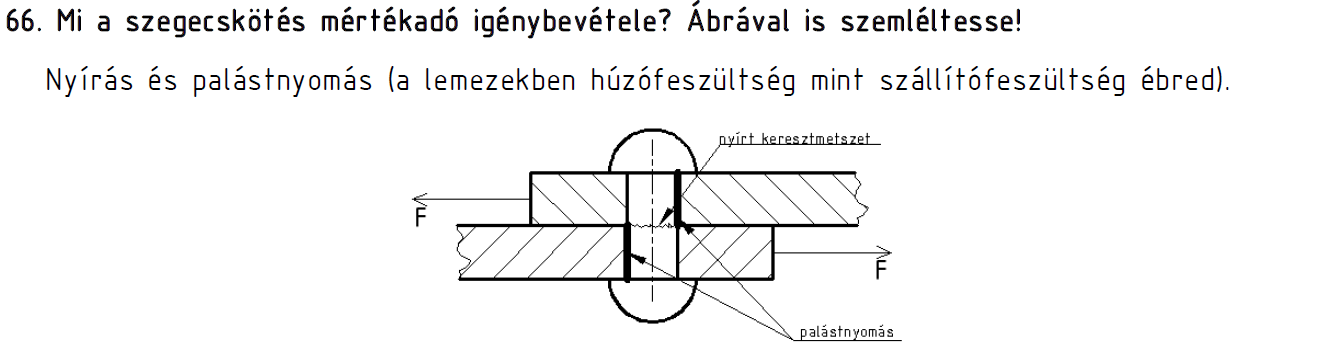 66. Mi a szegecskötés mértékadó igénybevétele? Ábrával is szemléltesse!
Nyírás és palástnyomás (a lemezekben húzófeszültség mint szállítófeszültség ébred).
nyírt keresztmetszet
F
F
palástnyomás